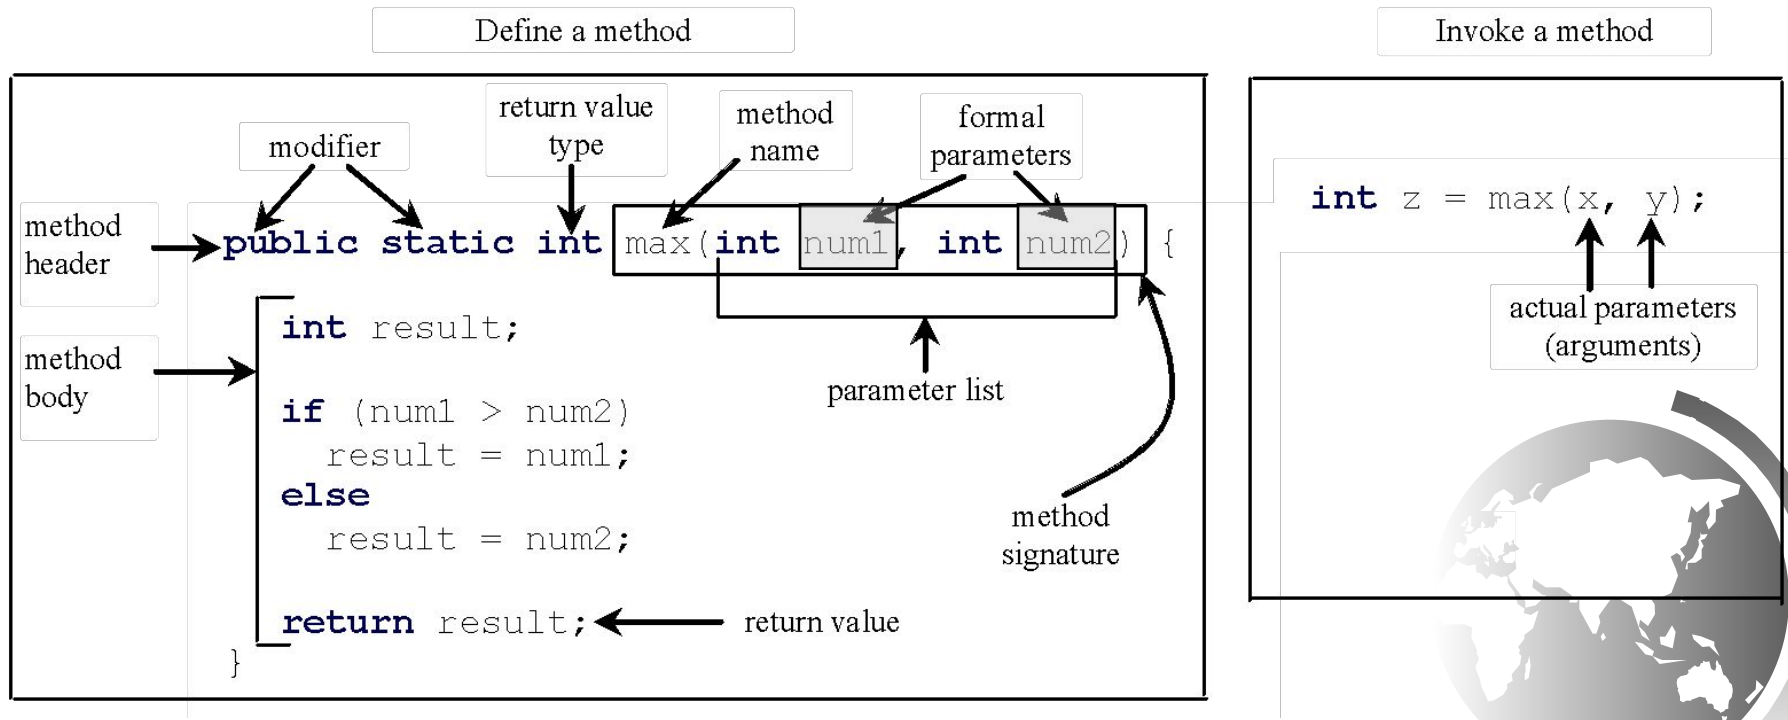 Define a method
Invoke a method
return value
type
method
name
formal
parameters
modifier
method
header
public static int max(int num1, int num2) {
int result;
method
body
parameter list
if (num1 > num2)
result = num1;
else
result = num2;
method
signature
return result;
return value
}
int z = max(x, y);
actual parameters
(arguments)